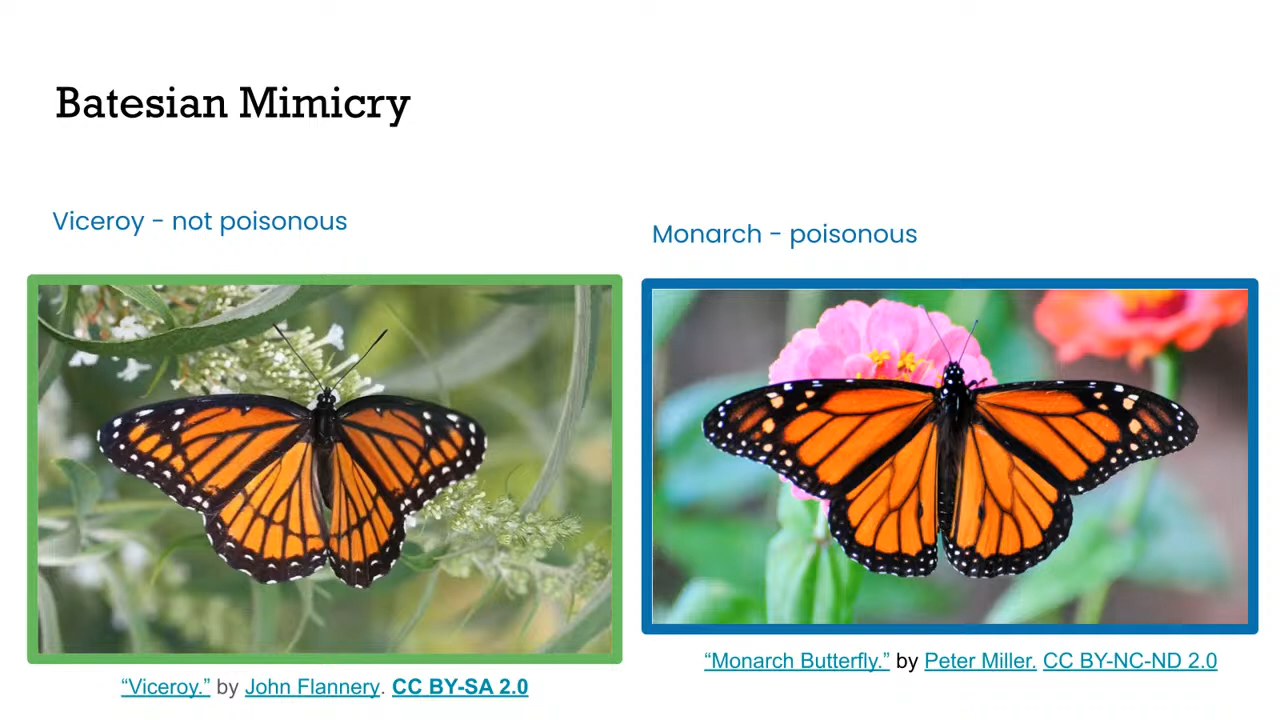 Batesian Mimicry
Viceroy - not poisonous
Monarch - poisonous
“Viceroy.” by John Flannery. CC BY-SA 2.0
“Monarch Butterfly.” by Peter Miller. CC BY-NC-ND 2.0